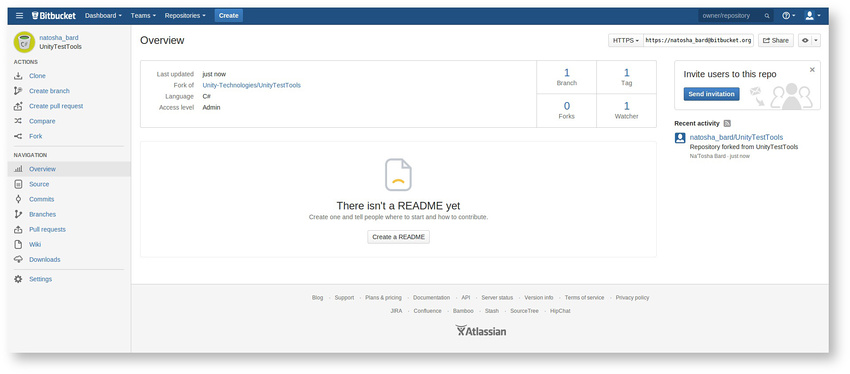 Bitbucket Dashboard Teams Repositories Create owner/repository
natosha_bard
UnityTestTools
ACTIONS
Clone
Create branch
Create pull request
Compare
Fork
NAVIGATION
Overview
Source
Commits
Branches
Pull requests
Wiki
Downloads
Settings
Overview
HTTPS https://natosha_bard@bitbucket.org Share
Last updated just now
Fork of Unity-Technologies/UnityTestTools
Language C#
Access level Admin
1 Branch
1 Tag
0 Forks
1 Watcher
There isn't a README yet
Create one and tell people where to start and how to contribute.
Create a README
Invite users to this repo
Send invitation
Recent activity
natosha_bard/UnityTestTools
Repository forked from UnityTestTools
Na'Tosha Bard · just now
Blog · Support · Plans & pricing · Documentation · API · Server status · Version info · Terms of service · Privacy policy
JIRA · Confluence · Bamboo · Stash · SourceTree · HipChat
Atlassian